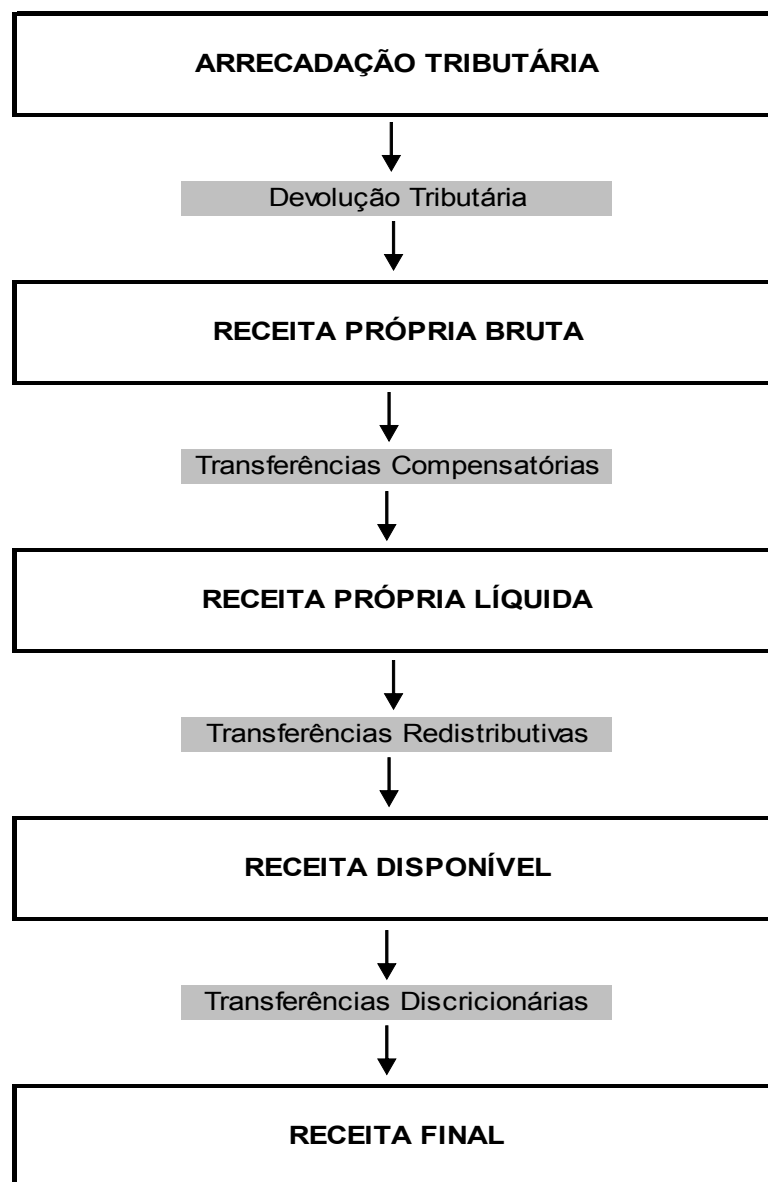 ARRECADAÇÃO TRIBUTÁRIA
Devolução Tributária
RECEITA PRÓPRIA BRUTA
Transferências Compensatórias
RECEITA PRÓPRIA LÍQUIDA
Transferências Redistributivas
RECEITA DISPONÍVEL
Transferências Discricionárias
RECEITA FINAL